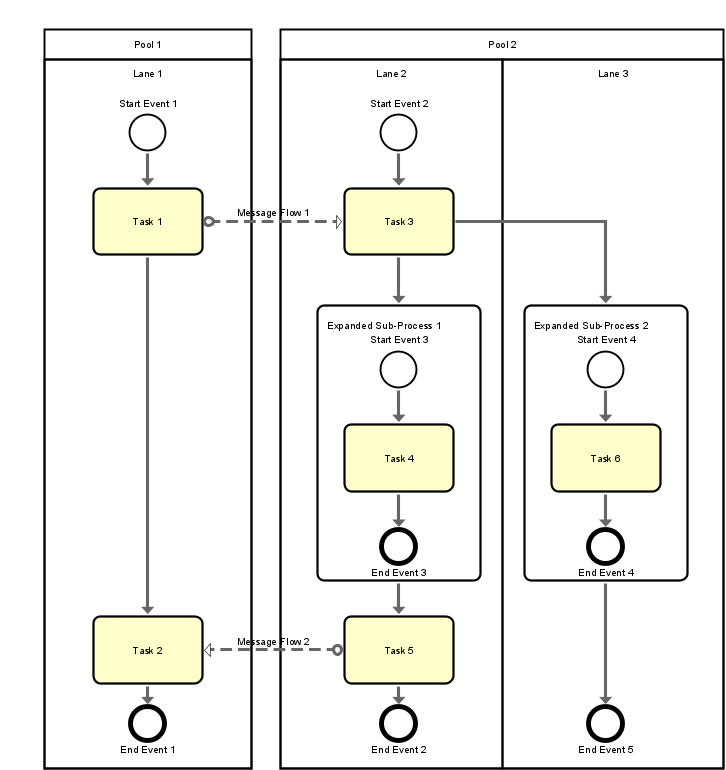 Pool 1
Pool 2
Lane 1
Lane 2
Lane 3
Start Event 1
Start Event 2
Task 1
Message Flow 1
Task 3
Expanded Sub-Process 1
Expanded Sub-Process 2
Start Event 3
Start Event 4
Task 4
Task 6
End Event 3
End Event 4
Task 2
Message Flow 2
Task 5
End Event 1
End Event 2
End Event 5